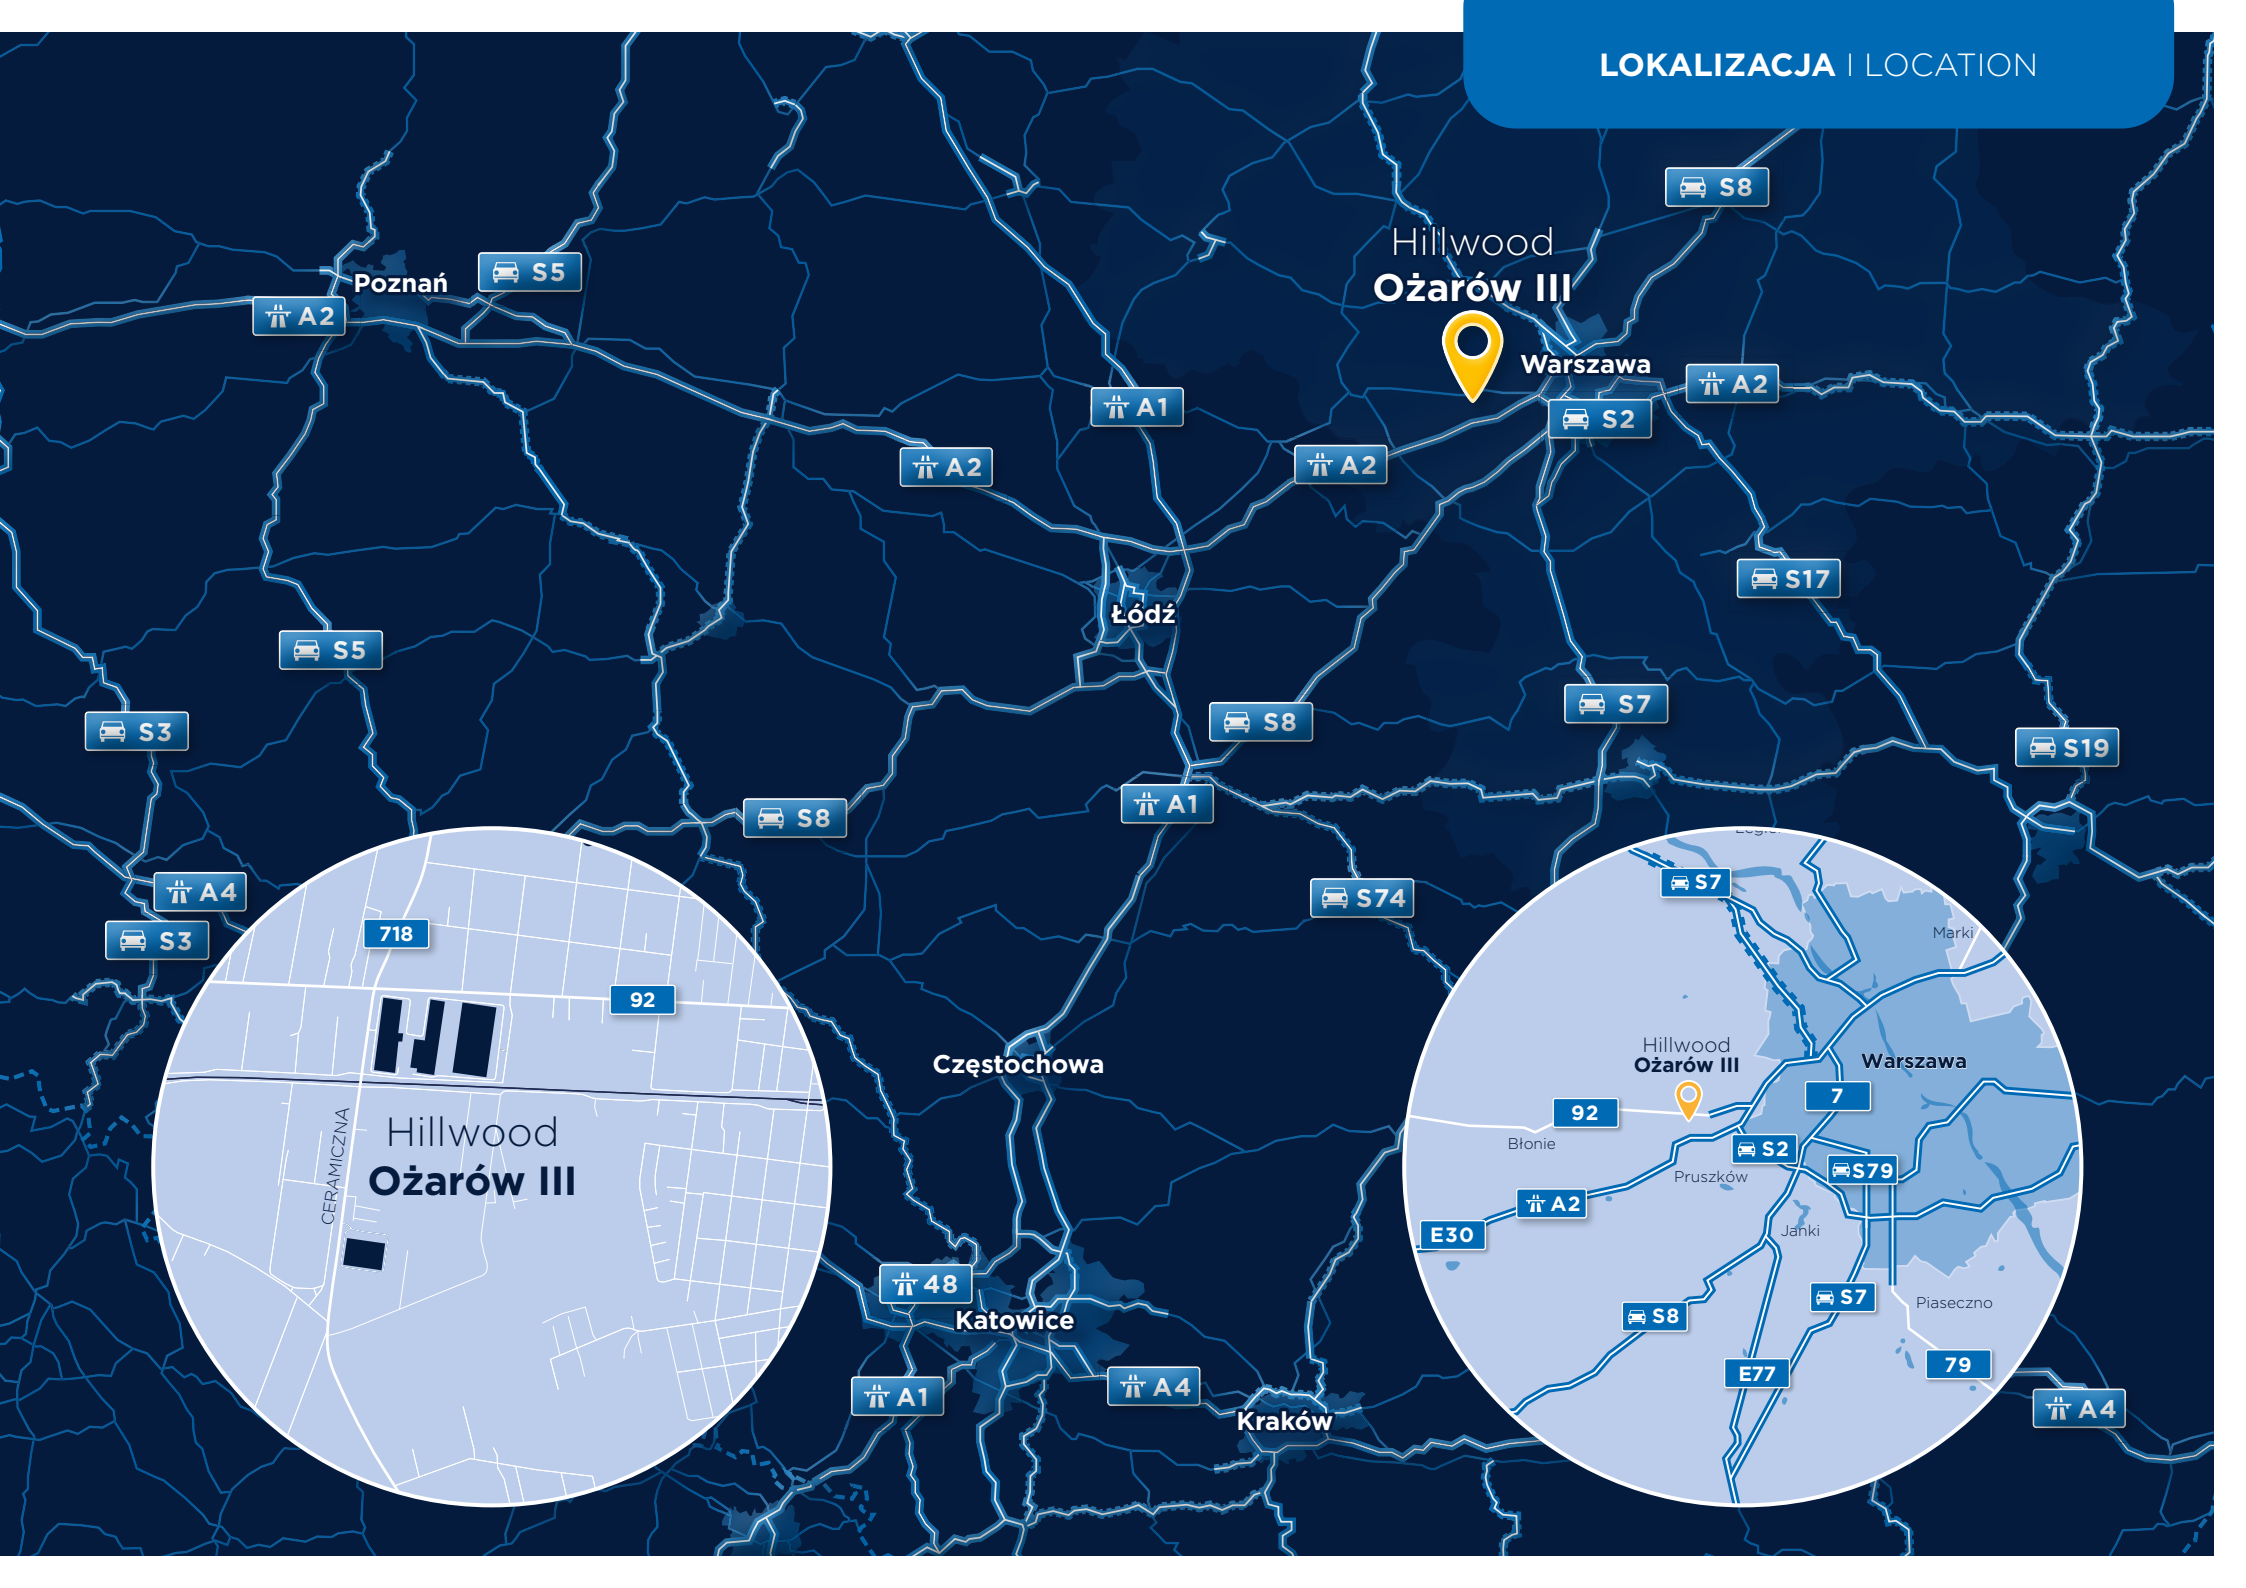 LOKALIZACJA | LOCATION
S8
Hillwood
Ożarów III
Poznań
S5
A2
Warszawa
A2
A1
S2
A2
A2
S17
Łódź
S5
S7
S8
S3
S19
A1
S8
A4
S74
S3
Częstochowa
48
Katowice
A4
A1
Kraków
A4
718
92
CERAMICZNA
Hillwood
Ożarów III
S7
Marki
Hillwood
Ożarów III
Warszawa
7
92
Błonie
S2
S79
Pruszków
A2
E30
Janki
S7
Piaseczno
S8
79
E77